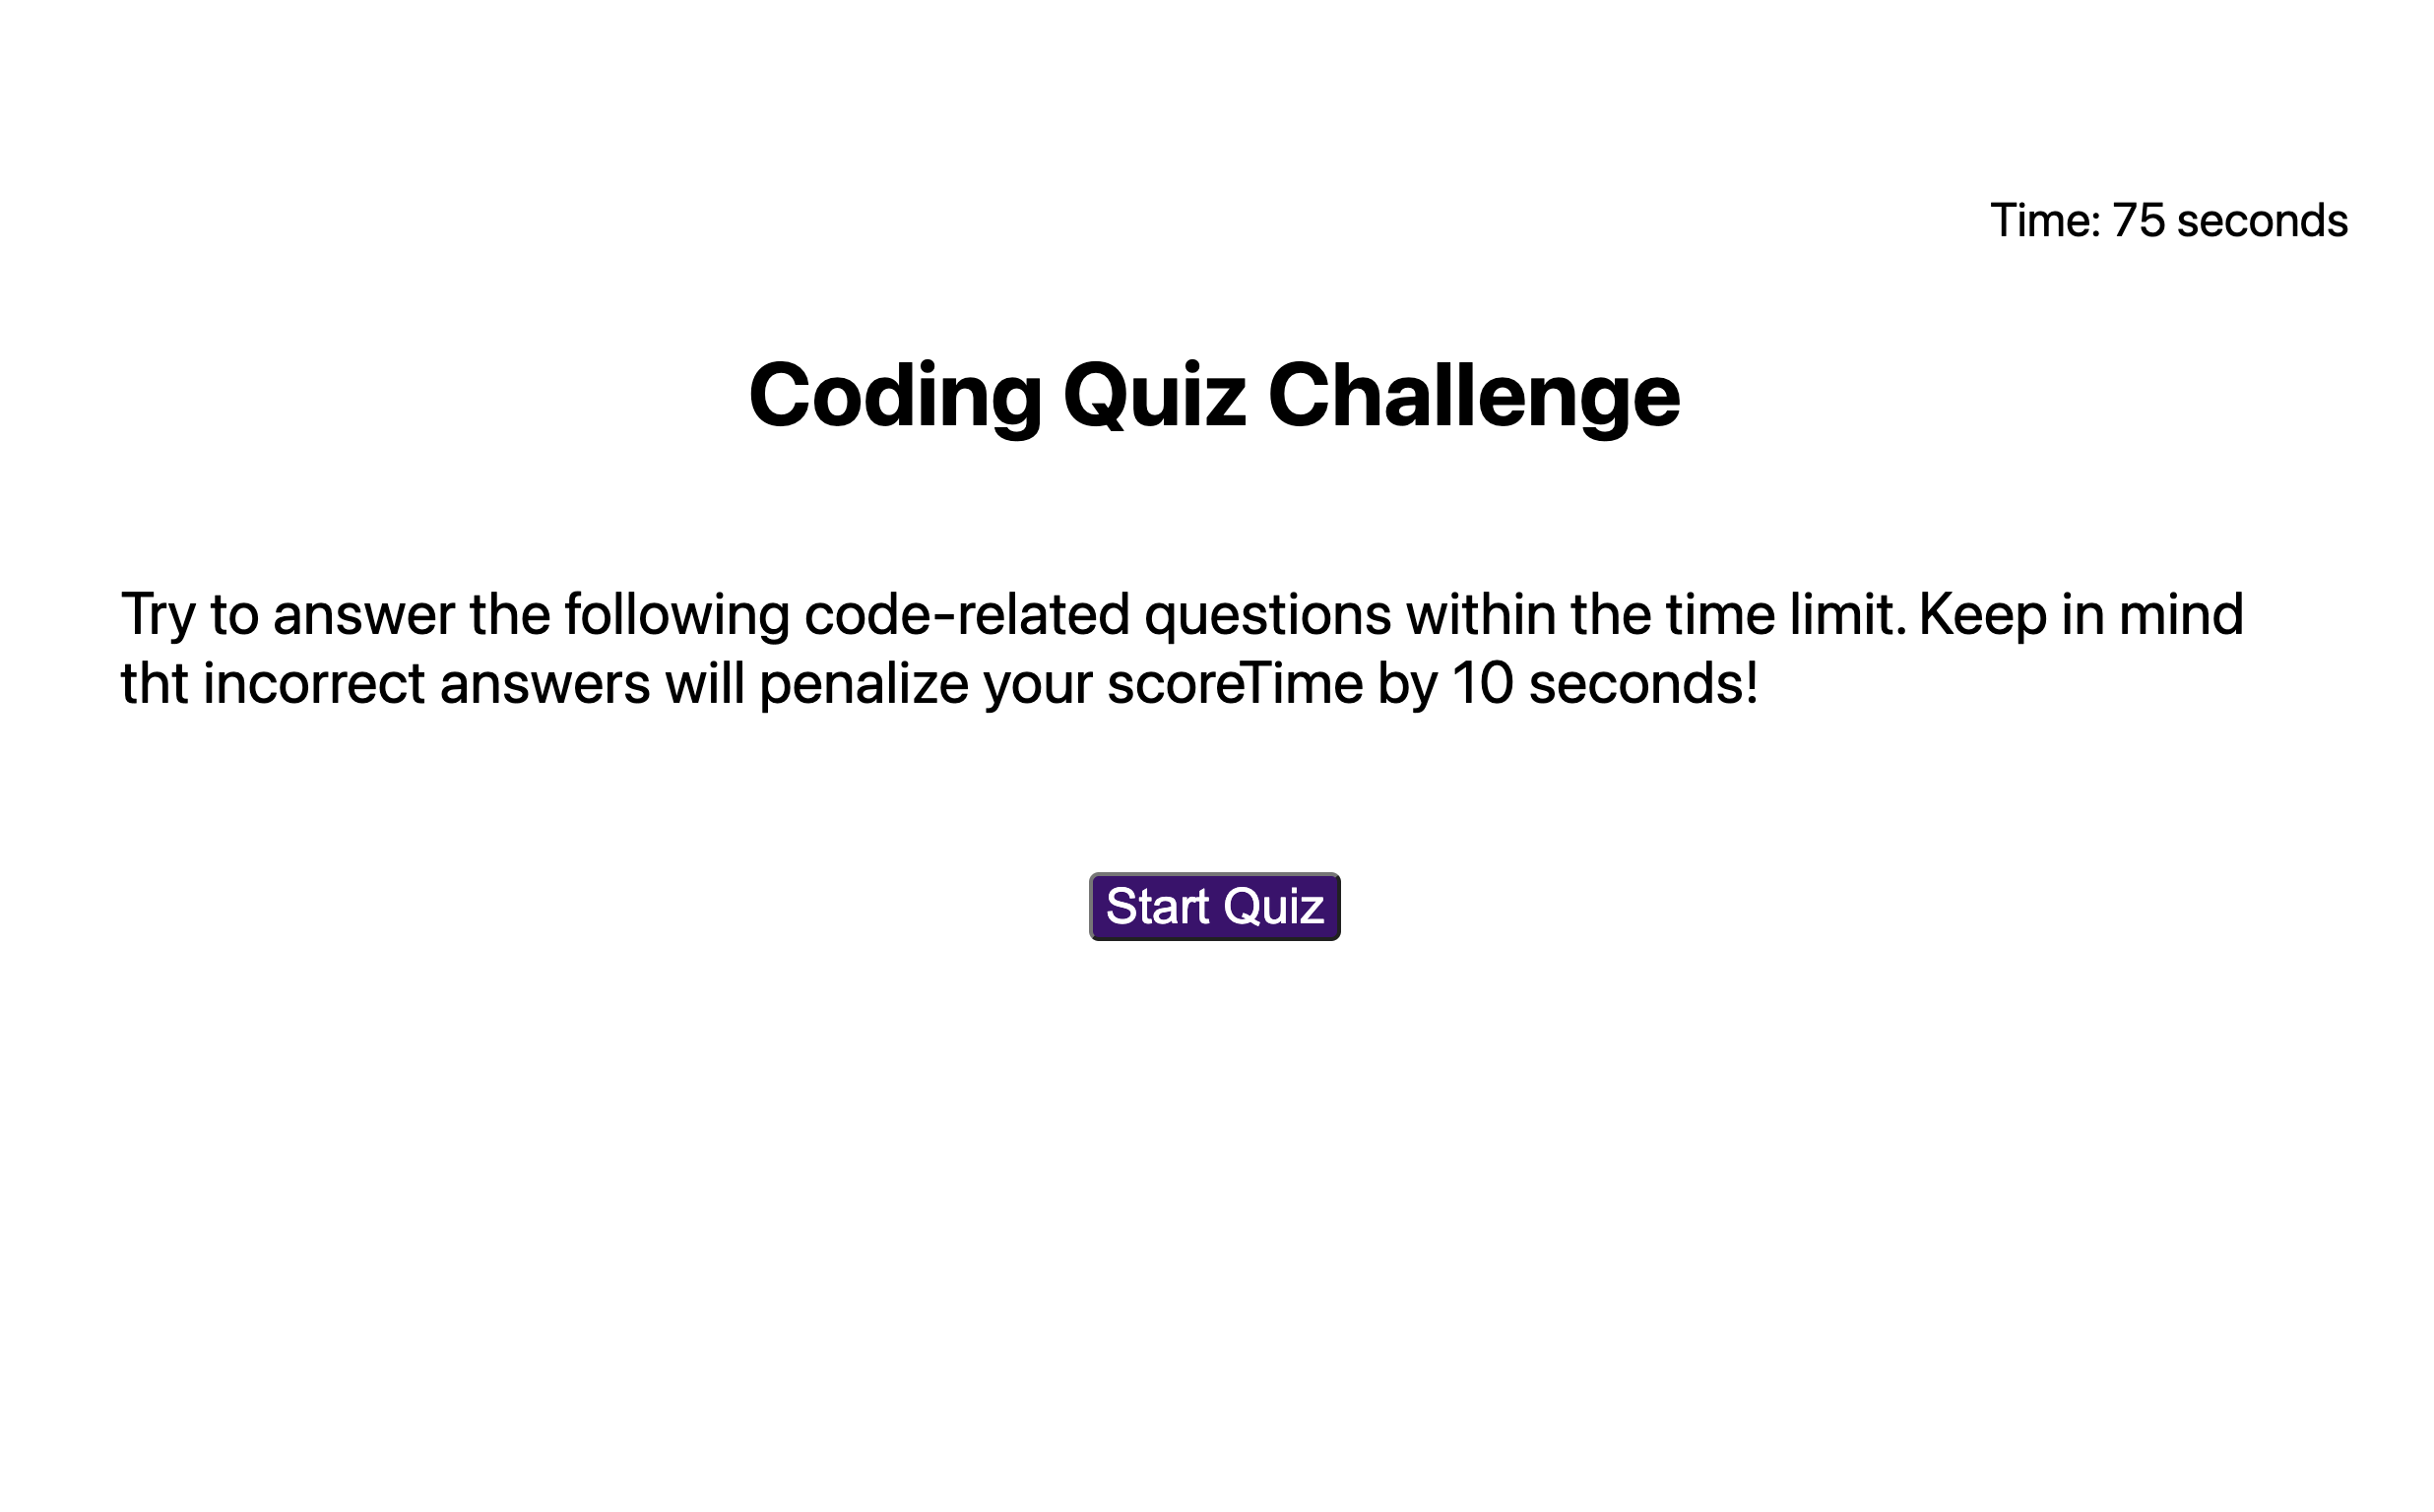 Time: 75 seconds
Coding Quiz Challenge
Try to answer the following code-related questions within the time limit. Keep in mind
tht incorrect answers will penalize your scoreTime by 10 seconds!
Start Quiz